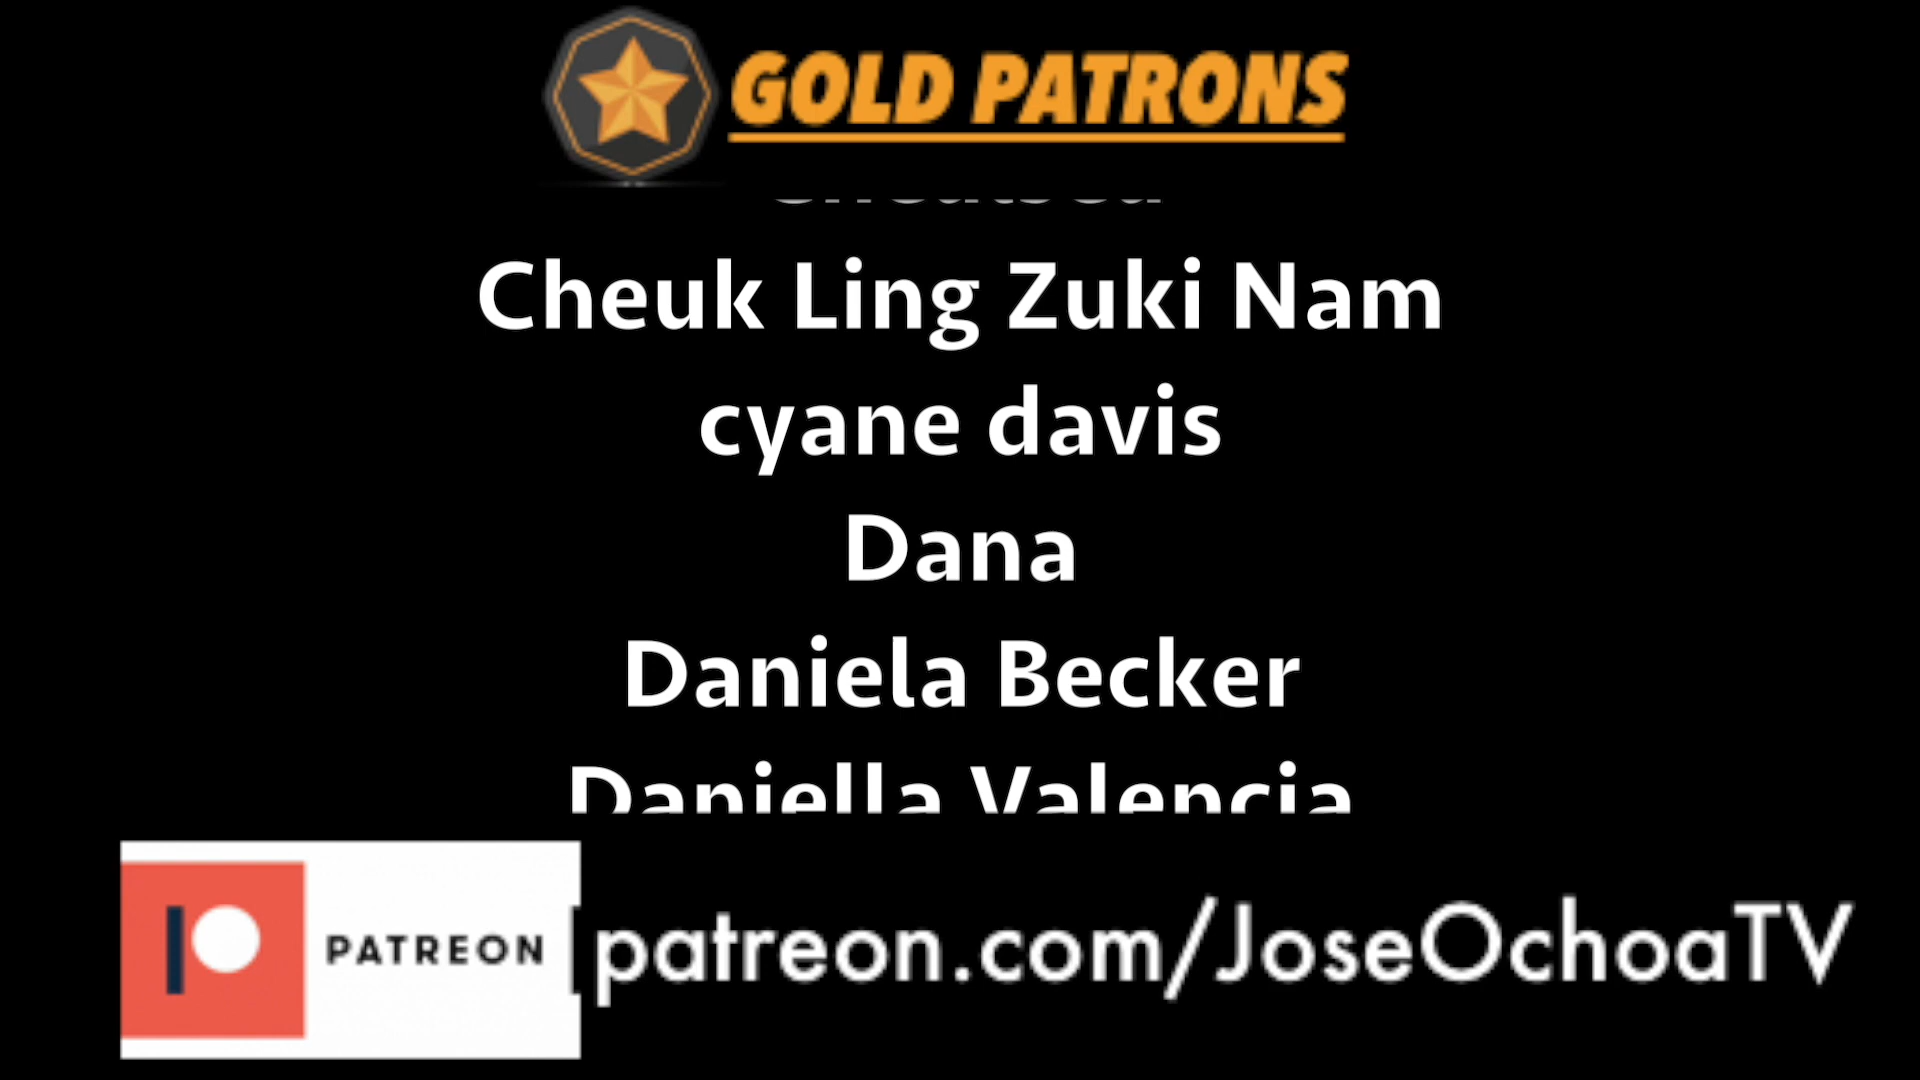 GOLD PATRONS
Cheuk Ling Zuki Nam
cyane davis
Dana
Daniela Becker
Daniella Valencia
PATREON
patreon.com/JoseOchoaTV